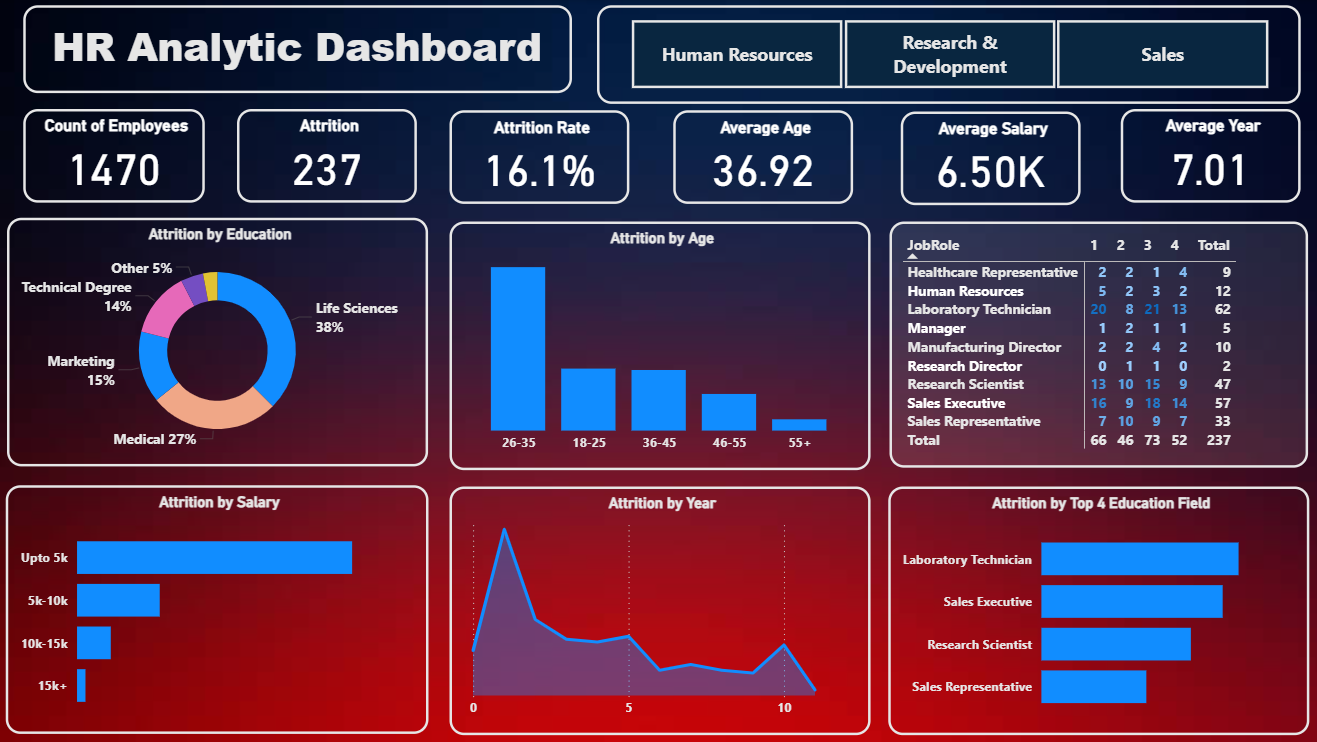 HR Analytic Dashboard
Human Resources
Research &
Development
Sales
Count of Employees
1470
Attrition
237
Attrition Rate
16.1%
Average Age
36.92
Average Salary
6.50K
Average Year
7.01
Attrition by Education
Other 5%
Technical Degree
14%
Life Sciences
38%
Marketing
15%
Medical 27%
Attrition by Age
26-35 18-25 36-45 46-55 55+
JobRole 1 2 3 4 Total
Healthcare Representative 2 2 1 4 9
Human Resources 5 2 3 2 12
Laboratory Technician 20 8 21 13 62
Manager 1 2 1 1 5
Manufacturing Director 2 2 4 2 10
Research Director 0 1 1 0 2
Research Scientist 13 10 15 9 47
Sales Executive 16 9 18 14 57
Sales Representative 7 10 9 7 33
Total 66 46 73 52 237
Attrition by Salary
Upto 5k
5k-10k
10k-15k
15k+
Attrition by Year
0 5 10
Attrition by Top 4 Education Field
Laboratory Technician
Sales Executive
Research Scientist
Sales Representative